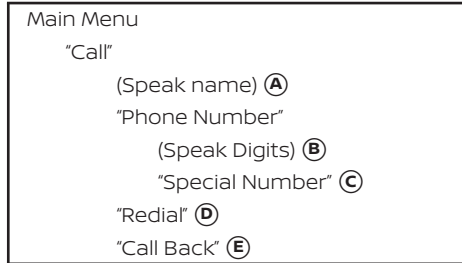 Main Menu
“Call”
(Speak name) Ⓐ
“Phone Number”
(Speak Digits) Ⓑ
“Special Number” Ⓒ
“Redial” Ⓓ
“Call Back” Ⓔ